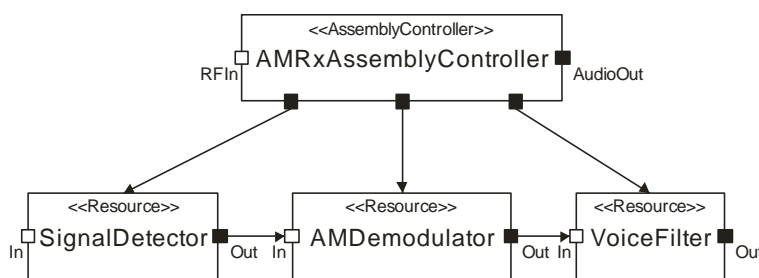 <<AssemblyController>>
AMRxAssemblyController
RFIn
AudioOut
<<Resource>> <<Resource>> <<Resource>>
SignalDetector AMDemodulator VoiceFilter
In Out In Out In Out